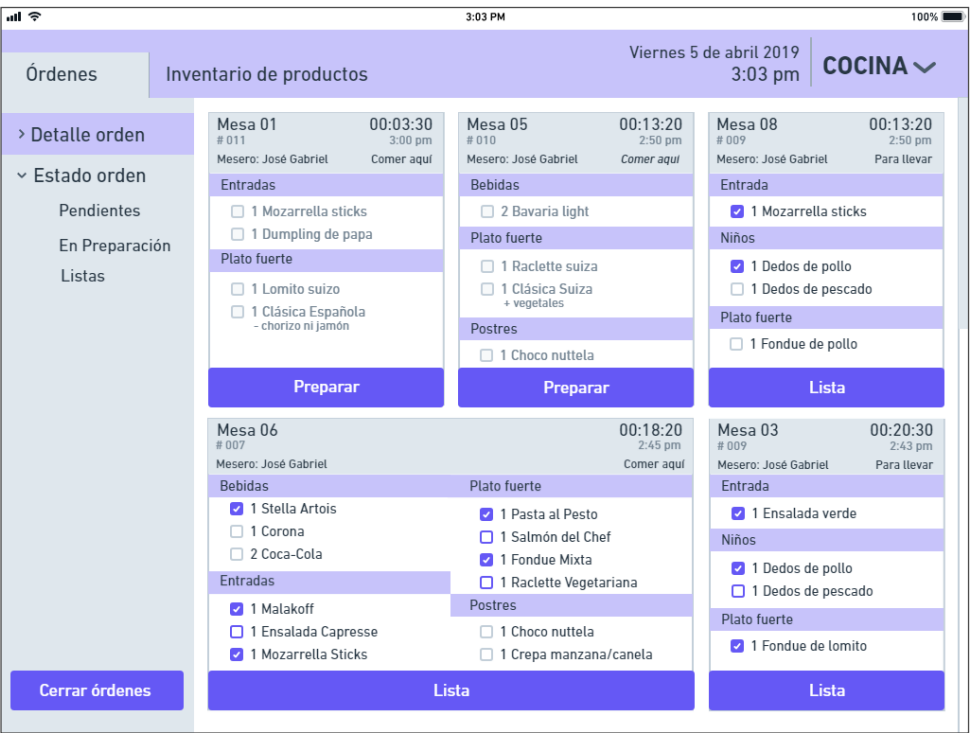 3:03 PM
100%
Órdenes
Inventario de productos
Viernes 5 de abril 2019
3:03 pm
COCINA
Detalle orden
Estado orden
Pendientes
En Preparación
Listas
Cerrar órdenes
Mesa 01 00:03:30
# 011 3:00 pm
Mesero: José Gabriel Comer aquí
Entradas
1 Mozarrella sticks
1 Dumpling de papa
Plato fuerte
1 Lomito suizo
1 Clásica Española
- chorizo ni jamón
Preparar
Mesa 05 00:13:20
# 010 2:50 pm
Mesero: José Gabriel Comer aquí
Bebidas
2 Bavaria light
Plato fuerte
1 Raclette suiza
1 Clásica Suiza
+ vegetales
Postres
1 Choco nuttela
Preparar
Mesa 08 00:13:20
# 009 2:50 pm
Mesero: José Gabriel Para llevar
Entrada
1 Mozarrella sticks
Niños
1 Dedos de pollo
1 Dedos de pescado
Plato fuerte
1 Fondue de pollo
Lista
Mesa 06 00:18:20
# 007 2:45 pm
Mesero: José Gabriel Comer aquí
Bebidas
1 Stella Artois
1 Corona
2 Coca-Cola
Entradas
1 Malakoff
1 Ensalada Capresse
1 Mozarrella Sticks
Plato fuerte
1 Pasta al Pesto
1 Salmón del Chef
1 Fondue Mixta
1 Raclette Vegetariana
Postres
1 Choco nuttela
1 Crepa manzana/canela
Lista
Mesa 03 00:20:30
# 009 2:43 pm
Mesero: José Gabriel Para llevar
Entrada
1 Ensalada verde
Niños
1 Dedos de pollo
1 Dedos de pescado
Plato fuerte
1 Fondue de lomito
Lista